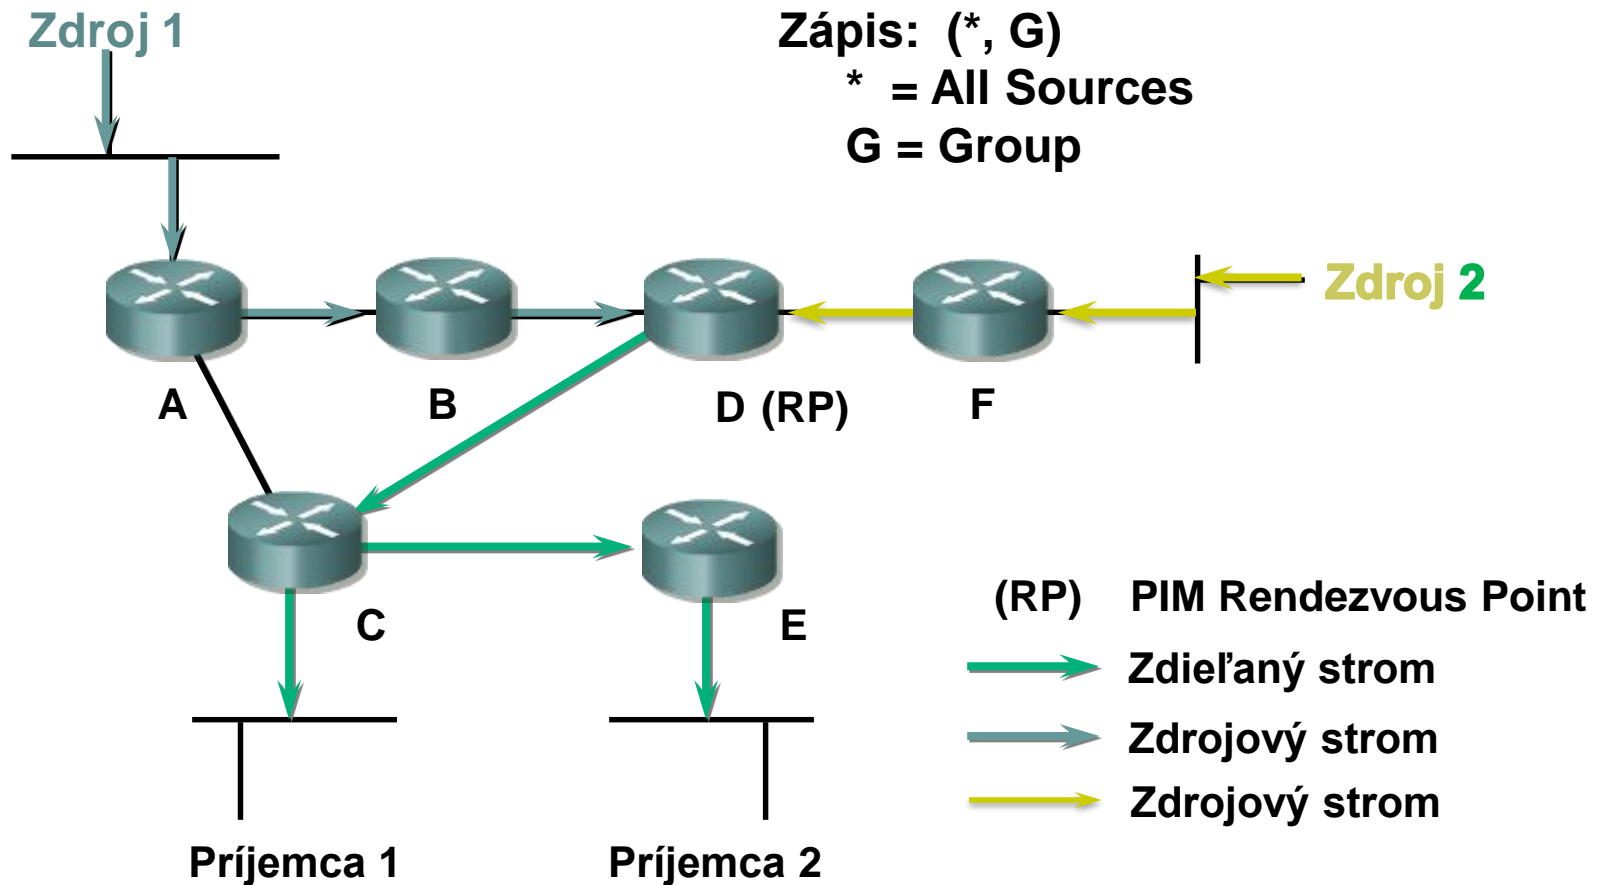 Zdroj 1
Zápis: (*, G)
* = All Sources
G = Group
Zdroj 2
A
B
D (RP)
F
C
E
(RP) PIM Rendezvous Point
Zdieľaný strom
Zdrojový strom
Zdrojový strom
Príjemca 1
Príjemca 2